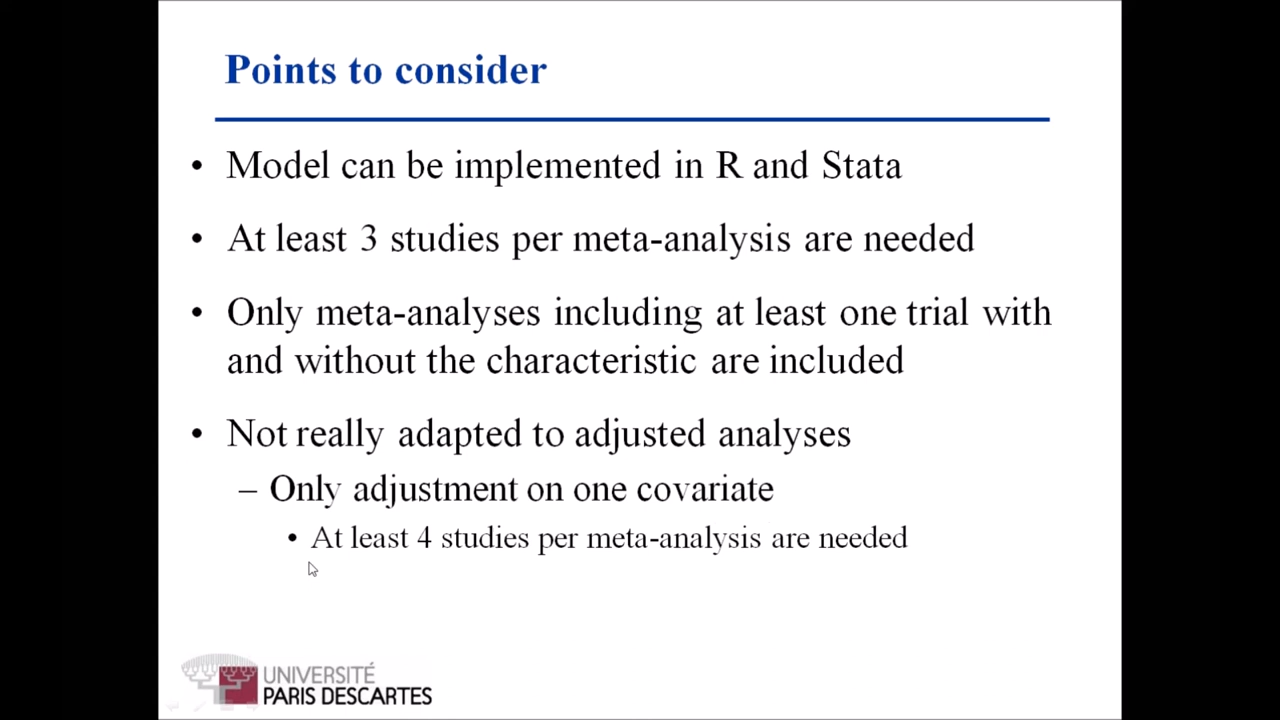 Points to consider
• Model can be implemented in R and Stata
• At least 3 studies per meta-analysis are needed
• Only meta-analyses including at least one trial with
and without the characteristic are included
• Not really adapted to adjusted analyses
– Only adjustment on one covariate
• At least 4 studies per meta-analysis are needed
UNIVERSITÉ
PARIS DESCARTES